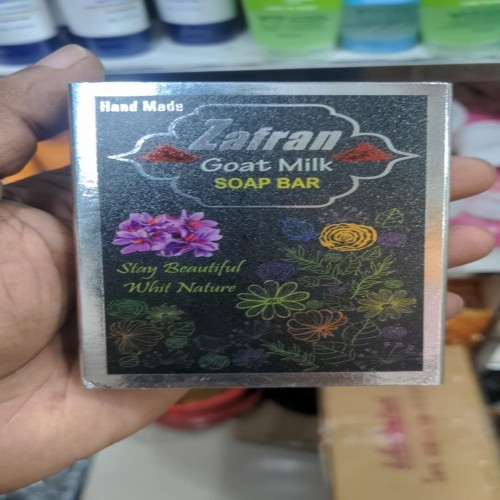 Hand Made
Zafran
Goat Milk
SOAP BAR
Stay Beautiful
Whit Nature